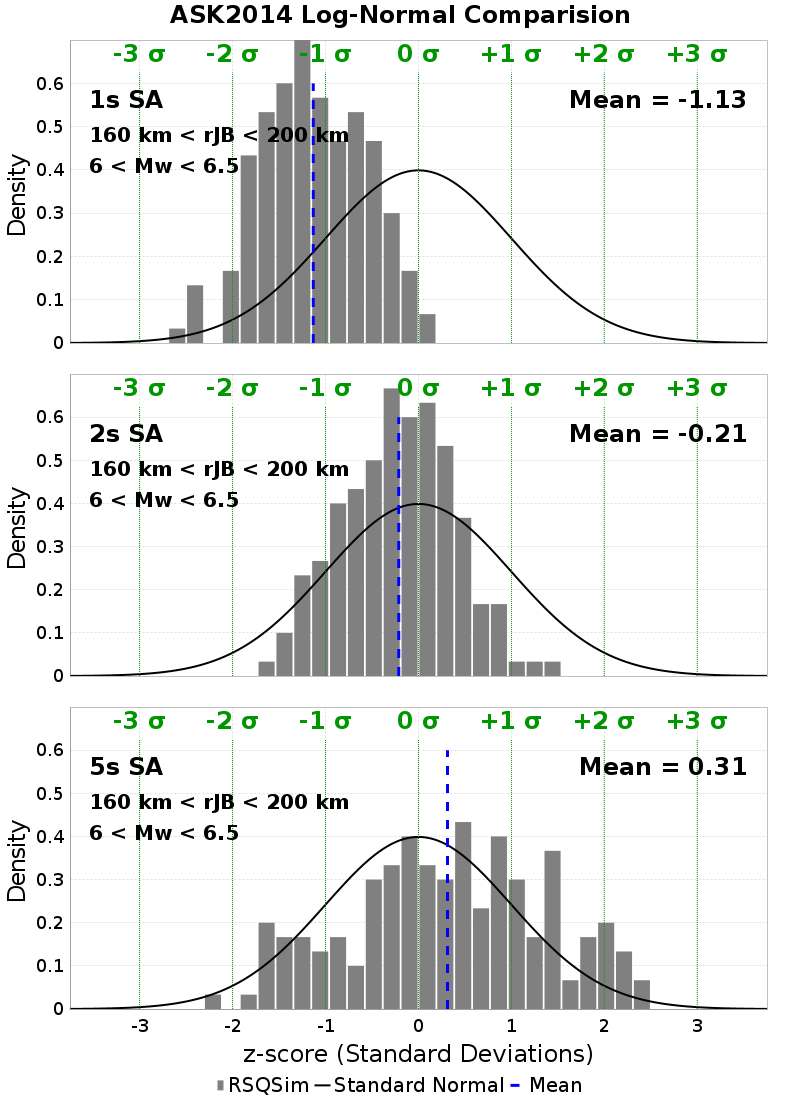 ASK2014 Log-Normal Comparision
-3 σ -2 σ -1 σ 0 σ +1 σ +2 σ +3 σ
1s SA
Mean = -1.13
160 km < rJB < 200 km
6 < Mw < 6.5
0.6
0.5
0.4
0.3
0.2
0.1
0
Density
-3 σ -2 σ -1 σ 0 σ +1 σ +2 σ +3 σ
2s SA
Mean = -0.21
160 km < rJB < 200 km
6 < Mw < 6.5
0.6
0.5
0.4
0.3
0.2
0.1
0
Density
-3 σ -2 σ -1 σ 0 σ +1 σ +2 σ +3 σ
5s SA
Mean = 0.31
160 km < rJB < 200 km
6 < Mw < 6.5
0.6
0.5
0.4
0.3
0.2
0.1
0
Density
-3 -2 -1 0 1 2 3
z-score (Standard Deviations)
RSQSim Standard Normal Mean